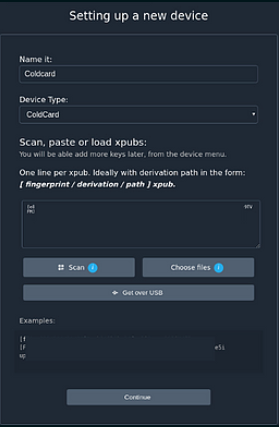 Setting up a new device
Name it:
Coldcard
Device Type:
ColdCard
Scan, paste or load xpubs:
You will be able add more keys later, from the device menu.
One line per xpub. Ideally with derivation path in the form:
[ fingerprint / derivation / path ] xpub.
Scan
Choose files
Get over USB
Examples:
Continue